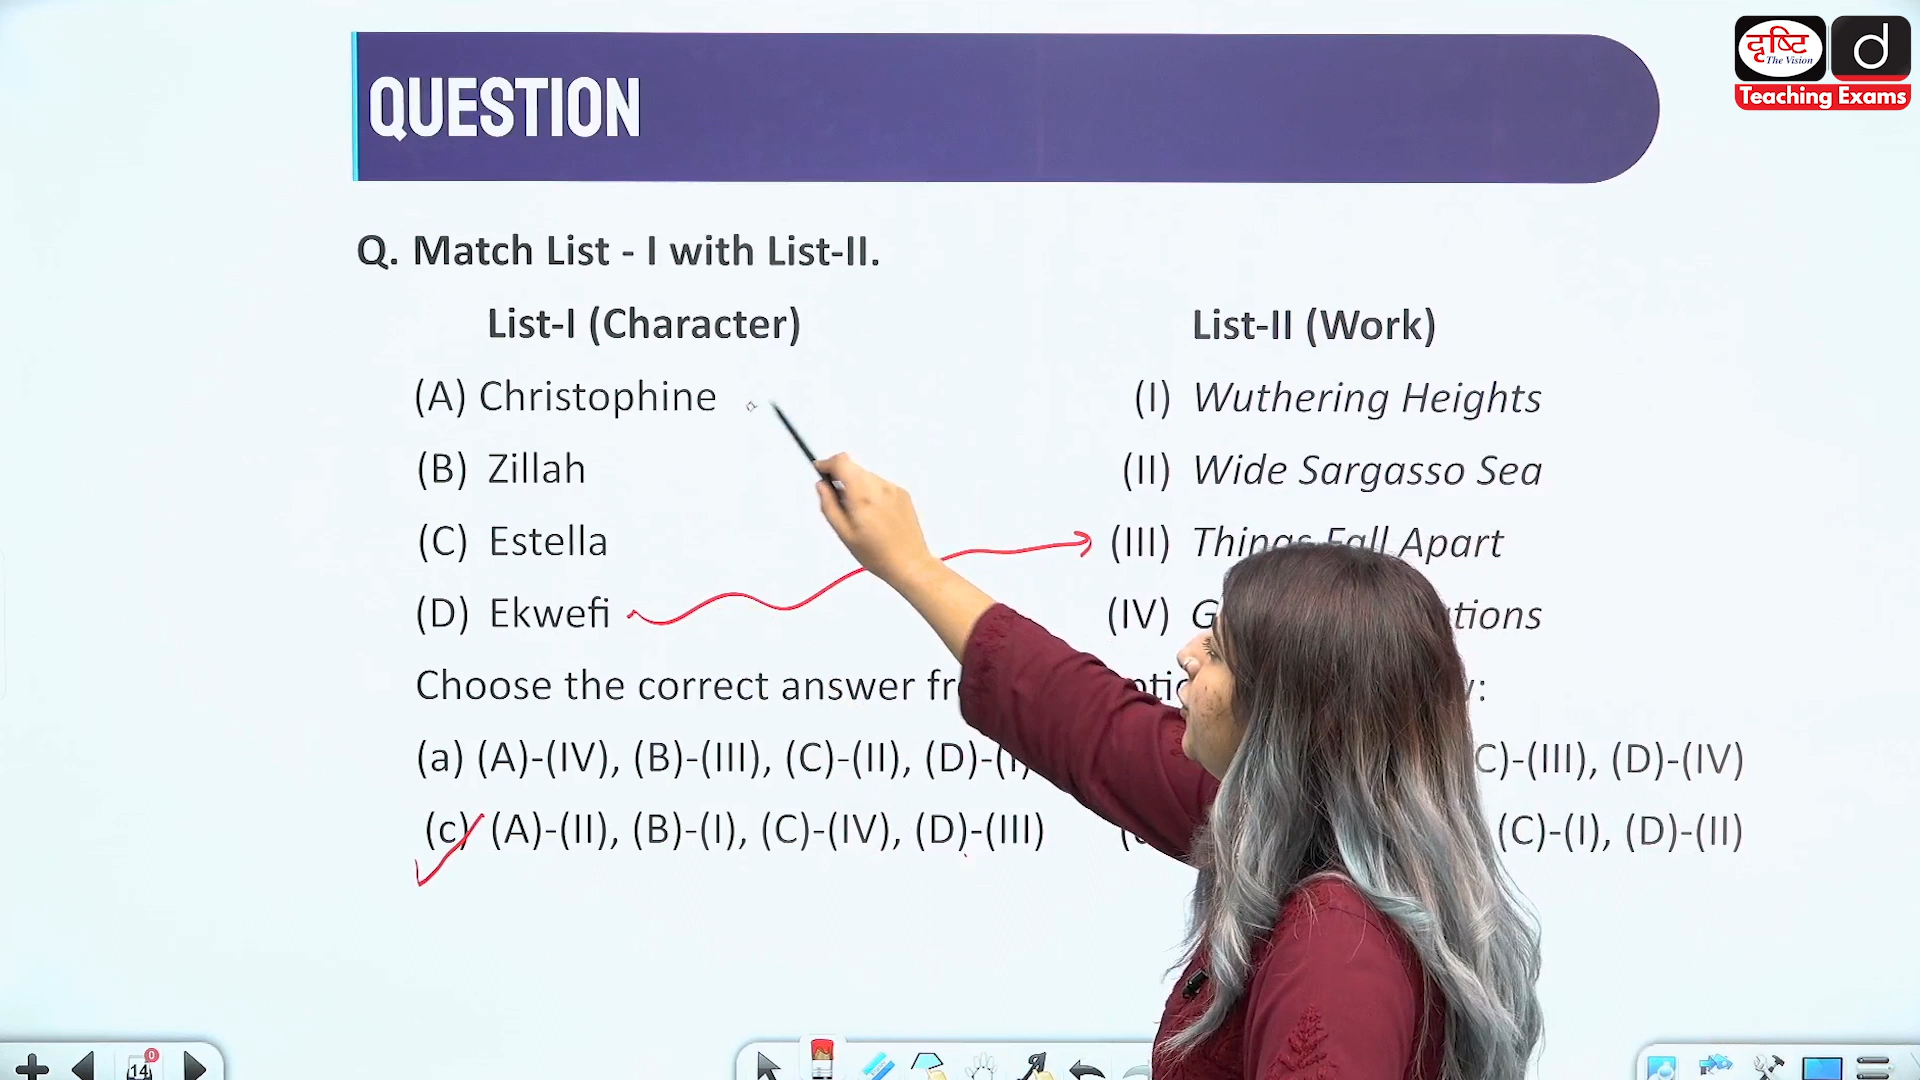 दृष्टि
The Vision
d
Teaching Exams
QUESTION
Q. Match List - I with List-II.
List-I (Character) List-II (Work)
(A) Christophine (I) Wuthering Heights
(B) Zillah (II) Wide Sargasso Sea
(C) Estella (III) Things Fall Apart
(D) Ekwefi (IV)
Choose the correct answer
(a) (A)-(IV), (B)-(III), (C)-(II), (D)-(I) C)-(III), (D)-(IV)
(c) (A)-(II), (B)-(I), (C)-(IV), (D)-(III) (C)-(I), (D)-(II)
14
0